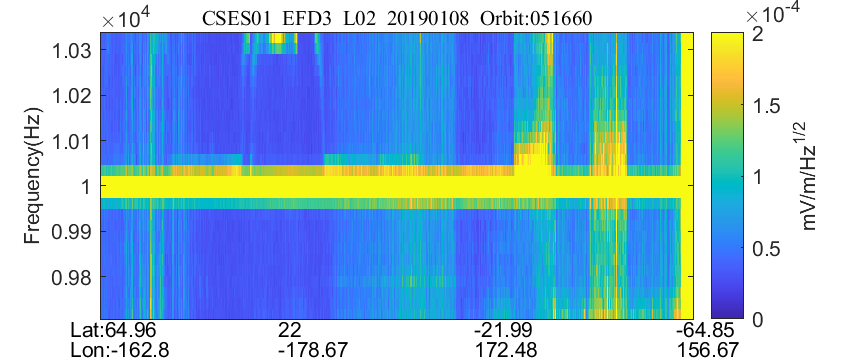 CSES01 EFD3 L02 20190108 Orbit:051660
×10⁴
×10⁻⁴
1.03
1.02
1.01
1
0.99
0.98
Frequency(Hz)
2
1.5
1
0.5
0
mV/m/Hz^1/2
Lat:64.96 22 -21.99 -64.85
Lon:-162.8 -178.67 172.48 156.67